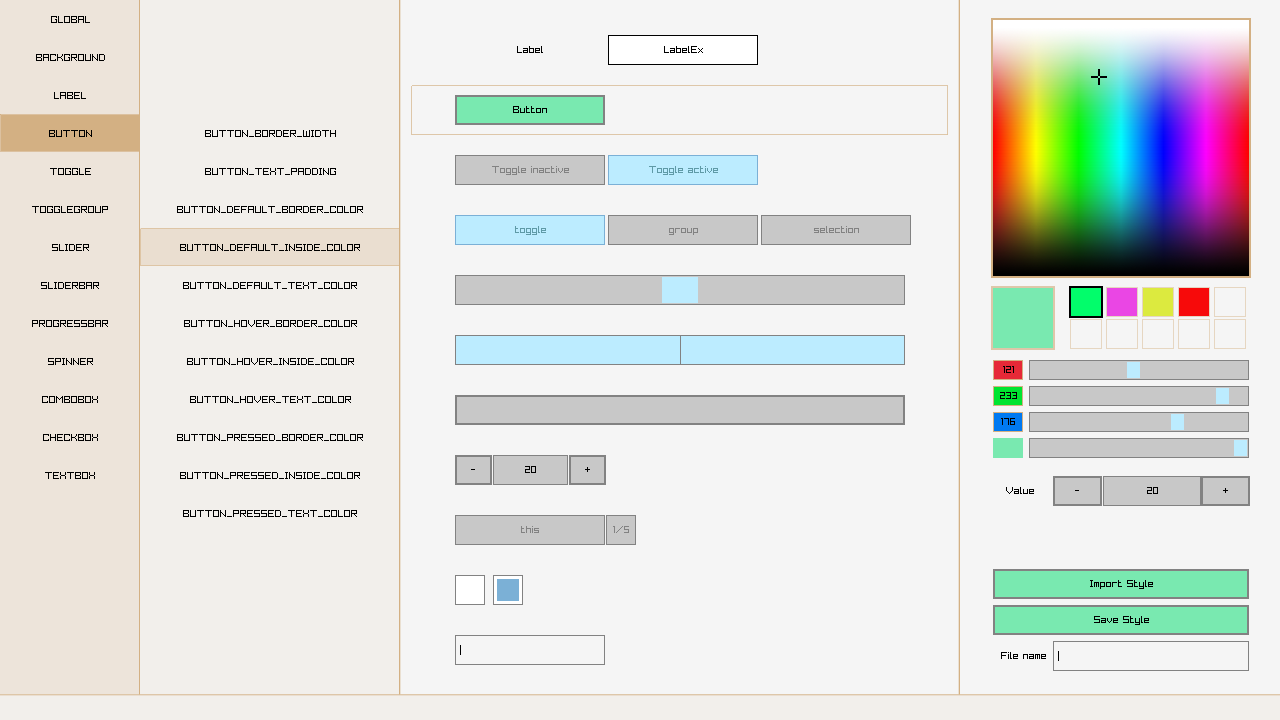 GLOBAL
BACKGROUND
LABEL
BUTTON
TOGGLE
TOGGLEGROUP
SLIDER
SLIDERBAR
PROGRESSBAR
SPINNER
COMBOBOX
CHECKBOX
TEXTBOX
BUTTON_BORDER_WIDTH
BUTTON_TEXT_PADDING
BUTTON_DEFAULT_BORDER_COLOR
BUTTON_DEFAULT_INSIDE_COLOR
BUTTON_DEFAULT_TEXT_COLOR
BUTTON_HOVER_BORDER_COLOR
BUTTON_HOVER_INSIDE_COLOR
BUTTON_HOVER_TEXT_COLOR
BUTTON_PRESSED_BORDER_COLOR
BUTTON_PRESSED_INSIDE_COLOR
BUTTON_PRESSED_TEXT_COLOR
Label LabelEx
Button
Toggle inactive Toggle active
toggle group selection
- 20 +
this 1/5
121
233
176
Value - 20 +
Import Style
Save Style
File name